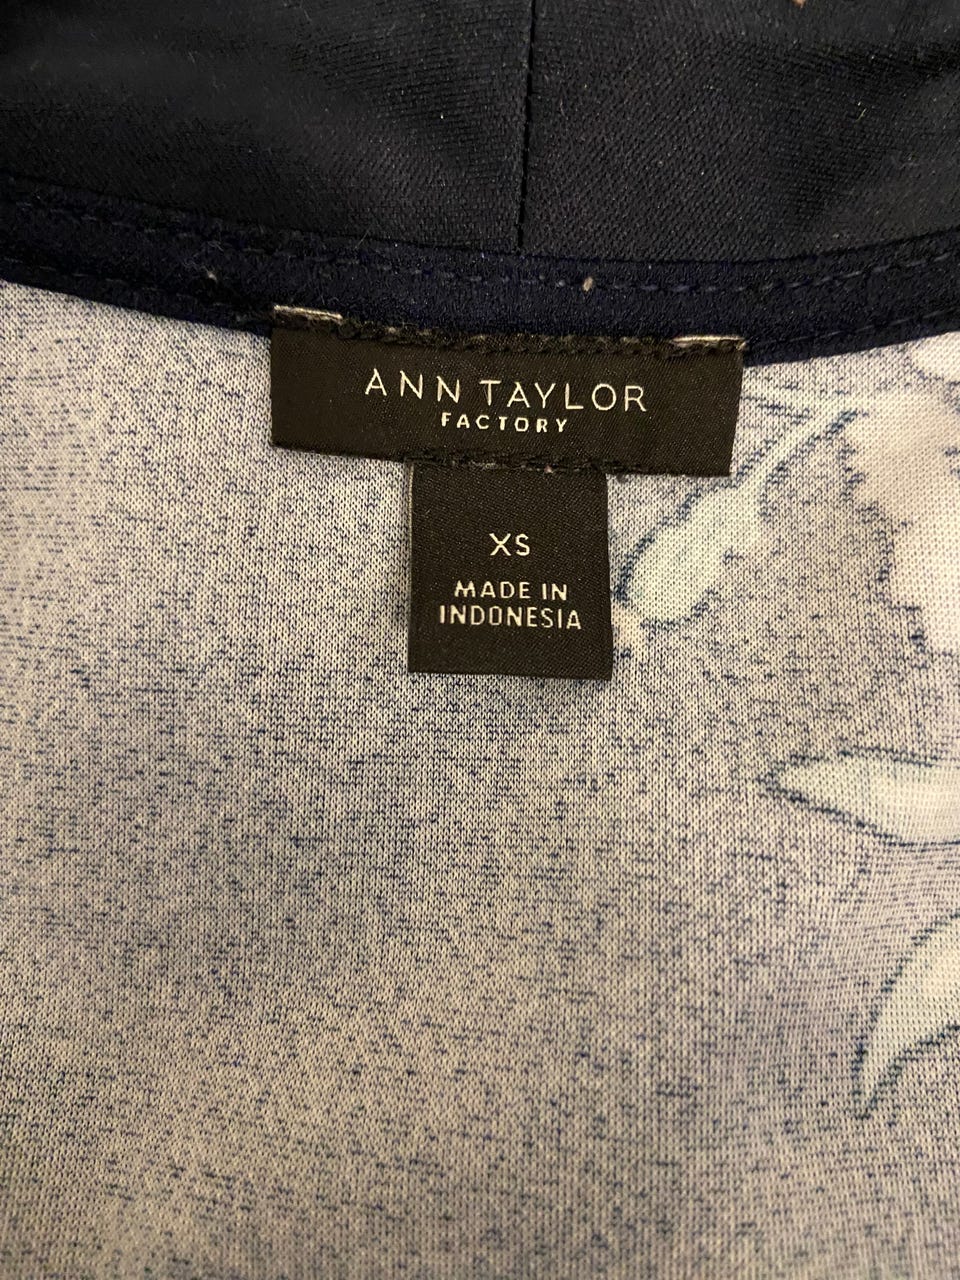 ANN TAYLOR
FACTORY
XS
MADE IN
INDONESIA